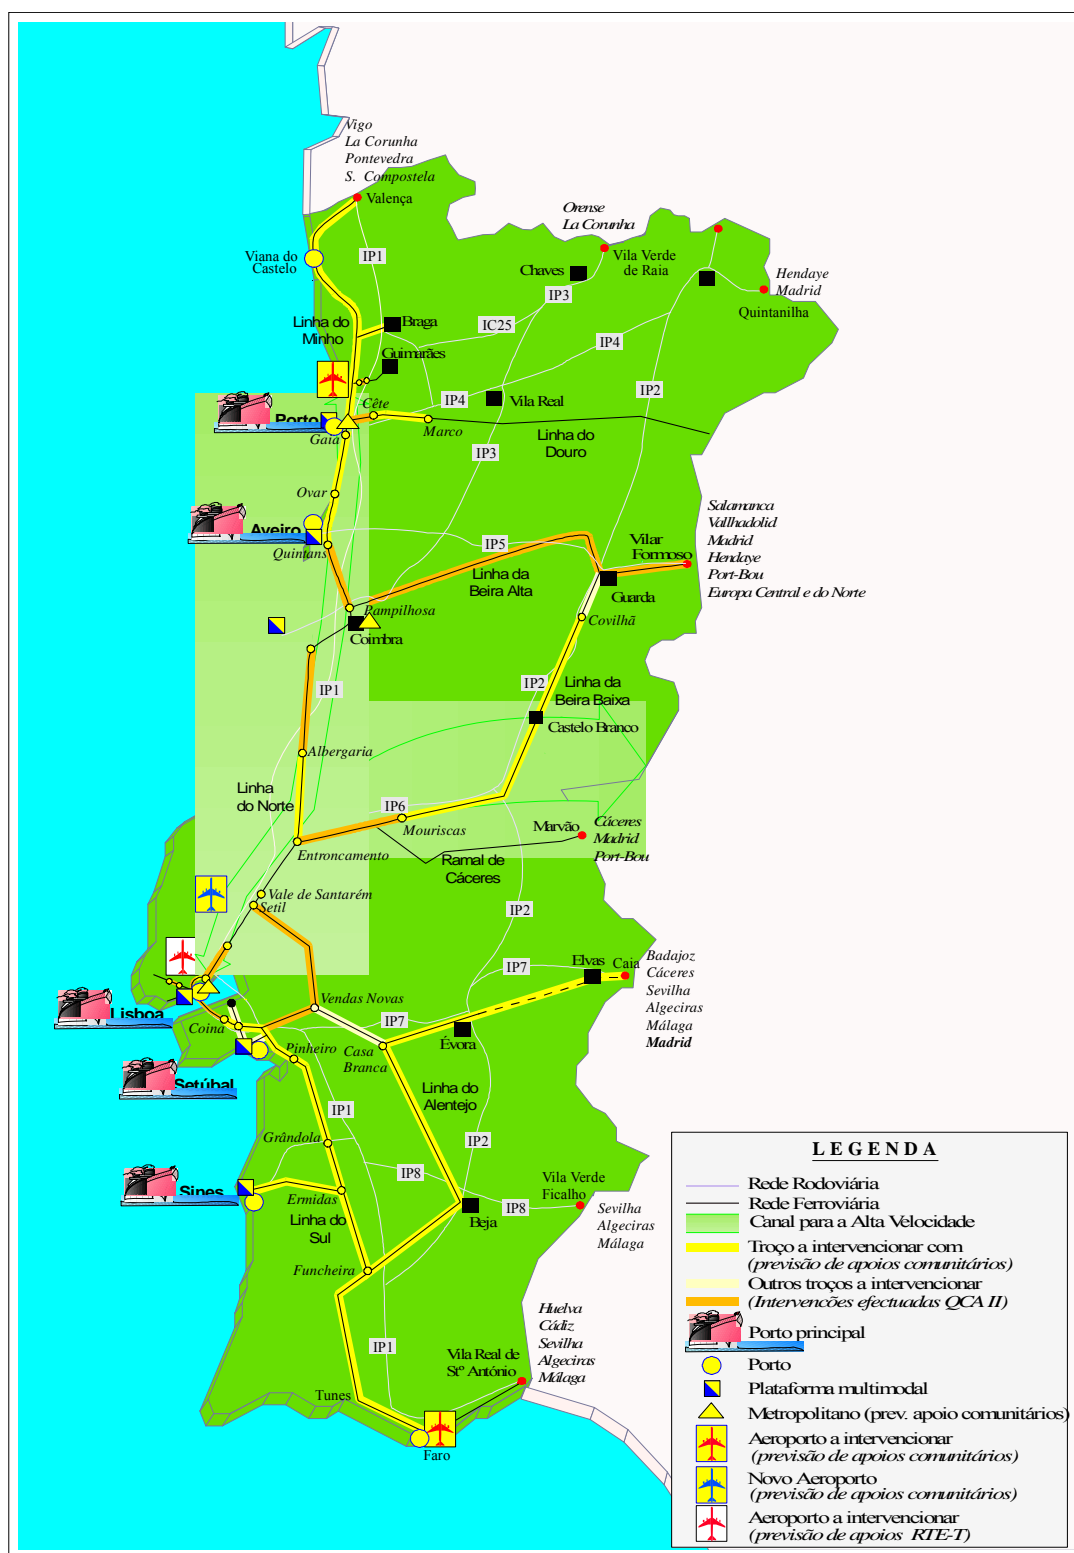 Vigo
La Corunha
Pontevedra
S. Compostela
Valença
Orense
La Corunha
Viana do
Castelo
IP1
Chaves
Vila Verde
de Raia
Hendaye
Madrid
Quintanilha
IP3
Linha do
Minho
Braga
IC25
Guimarães
IP4
IP2
IP4
Vila Real
Cête
Porto
Gaia
Marco
Linha do
Douro
IP3
Ovar
Salamanca
Vallhadolid
Madrid
Hendaye
Port-Bou
Europa Central e do Norte
Aveiro
Quintans
IP5
Vilar
Formoso
Linha da
Beira Alta
Guarda
Pampilhosa
Covilhã
Coimbra
IP1
IP2
Linha da
Beira Baixa
Castelo Branco
Albergaria
Linha
do Norte
IP6
Mouriscas
Marvão
Cáceres
Madrid
Port-Bou
Entroncamento
Ramal de
Cáceres
Vale de Santarém
Setil
IP2
Elvas
Caia
IP7
Badajoz
Cáceres
Sevilha
Algeciras
Málaga
Madrid
Lisboa
Vendas Novas
Coina
IP7
Évora
Pinheiro
Casa
Branca
Setúbal
Linha do
Alentejo
IP1
Grândola
IP2
IP8
Vila Verde
Ficalho
Sines
Ermidas
IP8
Beja
Sevilha
Algeciras
Málaga
Linha do
Sul
Funcheira
Huelva
Cádiz
Sevilha
Algeciras
Málaga
IP1
Vila Real de
Stº António
Tunes
Faro
LEGENDA
Rede Rodoviária
Rede Ferroviária
Canal para a Alta Velocidade
Troço a intervencionar com
(previsão de apoios comunitários)
Outros troços a intervencionar
(Intervencões efectuadas QCA II)
Porto principal
Porto
Plataforma multimodal
Metropolitano (prev. apoio comunitários)
Aeroporto a intervencionar
(previsão de apoios comunitários)
Novo Aeroporto
(previsão de apoios comunitários)
Aeroporto a intervencionar
(previsão de apoios RTE-T)